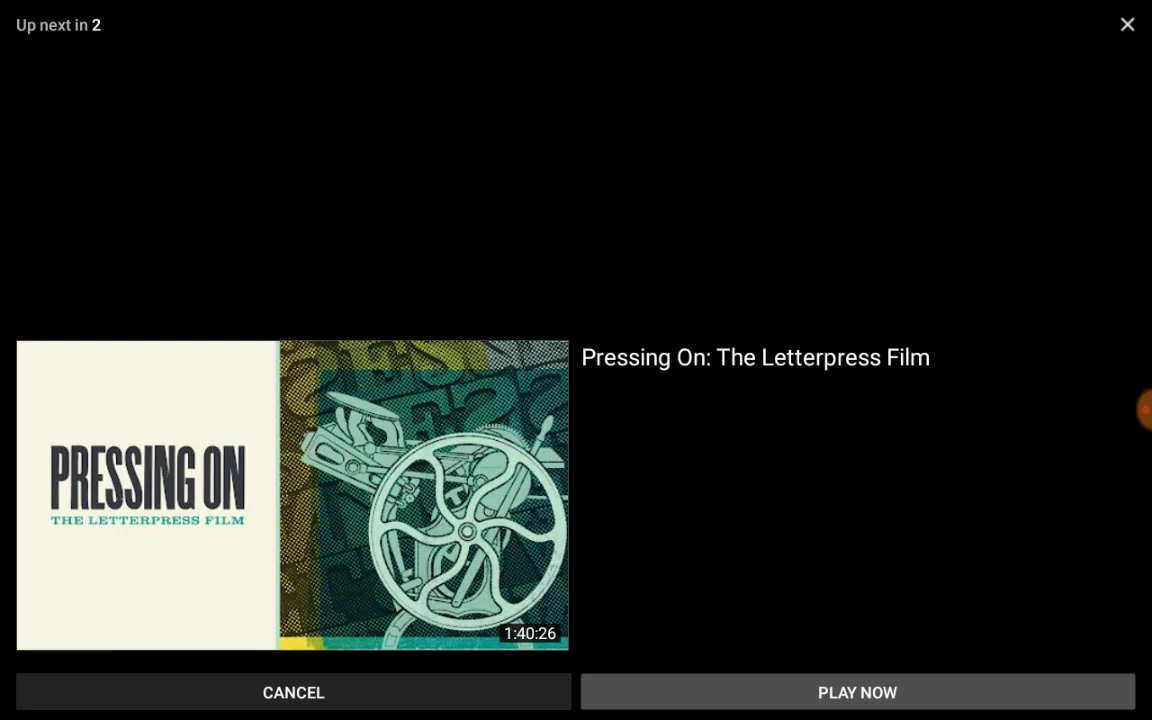 Up next in 2
Pressing On: The Letterpress Film
PRESSING ON
THE LETTERPRESS FILM
1:40:26
CANCEL
PLAY NOW